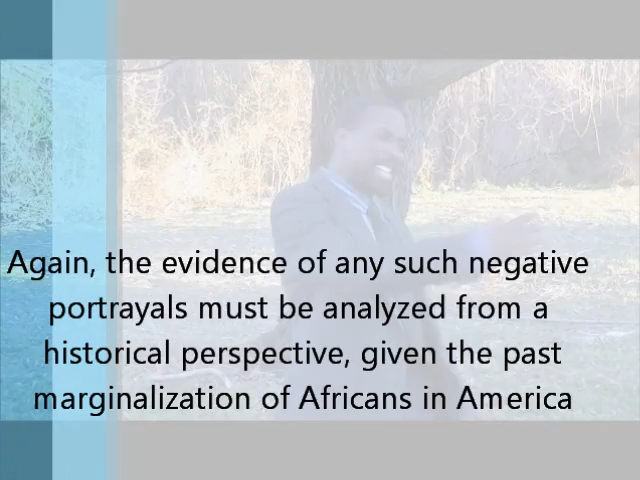 Again, the evidence of any such negative
portrayals must be analyzed from a
historical perspective, given the past
marginalization of Africans in America